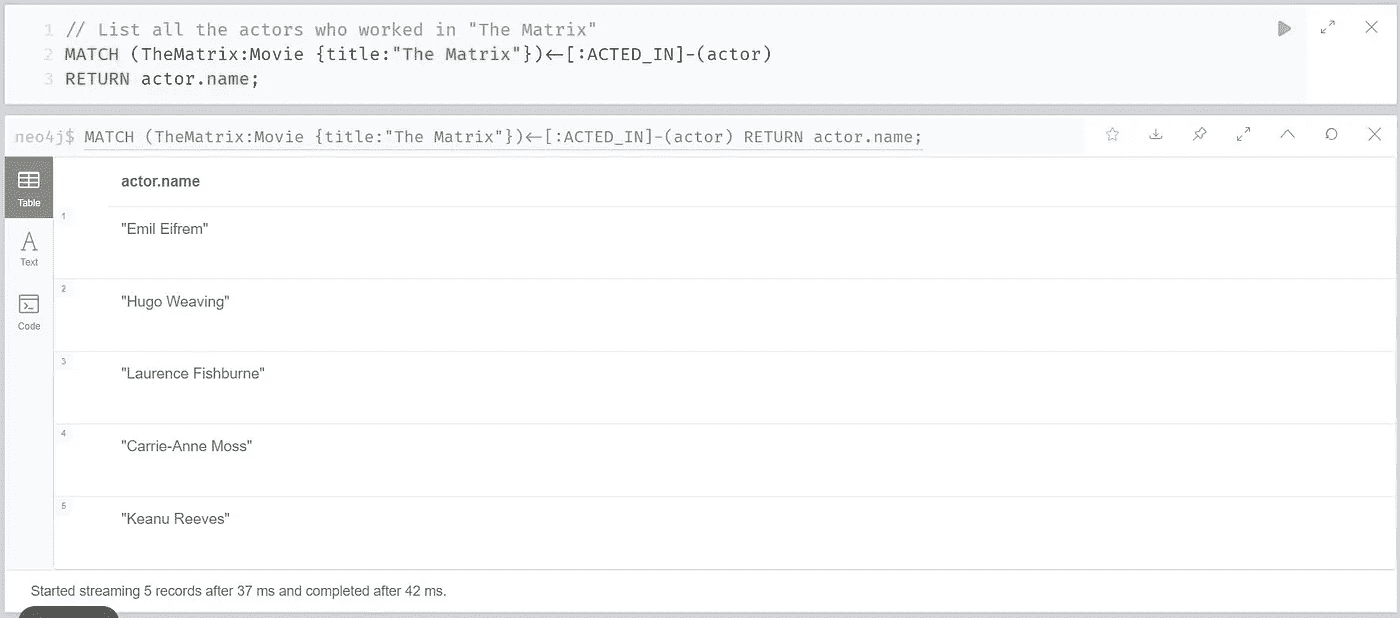 1 // List all the actors who worked in "The Matrix"
2 MATCH (TheMatrix:Movie {title:"The Matrix"})<-[:ACTED_IN]-(actor)
3 RETURN actor.name;
neo4j$ MATCH (TheMatrix:Movie {title:"The Matrix"})<-[:ACTED_IN]-(actor) RETURN actor.name;
Table
actor.name
1
"Emil Eifrem"
Text
2
"Hugo Weaving"
Code
3
"Laurence Fishburne"
4
"Carrie-Anne Moss"
5
"Keanu Reeves"
Started streaming 5 records after 37 ms and completed after 42 ms.